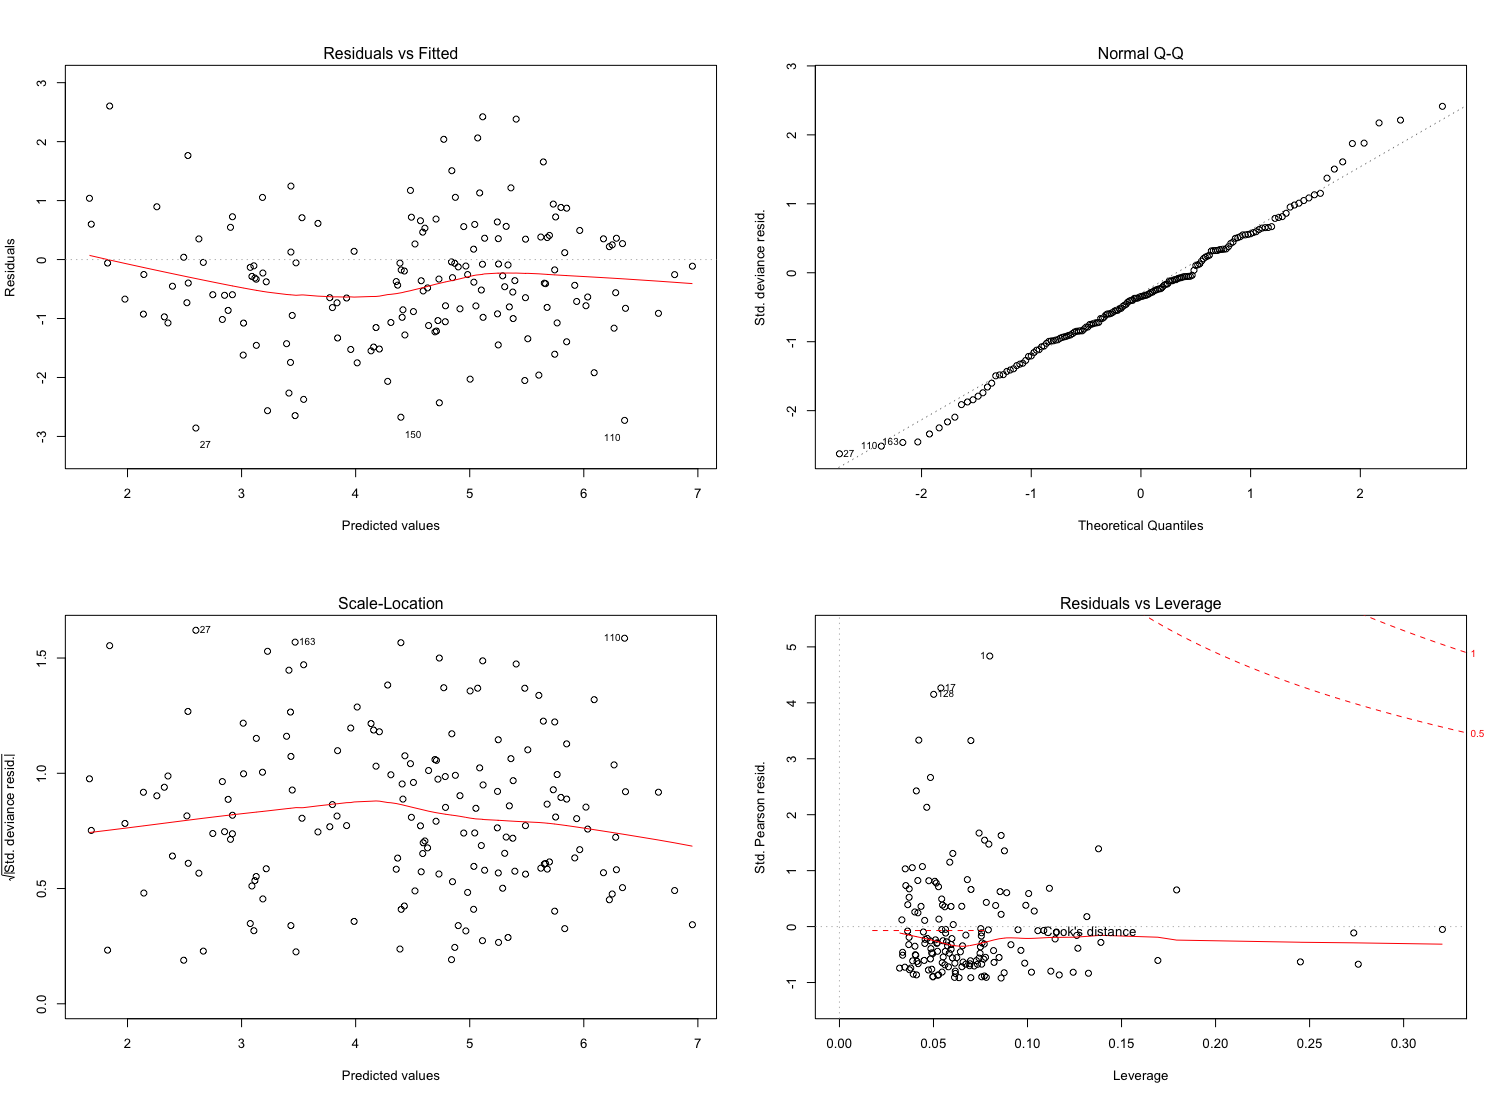 Residuals vs Fitted
Residuals
3
2
1
0
-1
-2
-3
27
150
110
2 3 4 5 6 7
Predicted values
Normal Q-Q
Std. deviance resid.
3
2
1
0
-1
-2
27
110
163
-2 -1 0 1 2
Theoretical Quantiles
Scale-Location
√|Std. deviance resid.|
1.5
1.0
0.5
0.0
27
163
110
2 3 4 5 6 7
Predicted values
Residuals vs Leverage
Std. Pearson resid.
5
4
3
2
1
0
-1
1
17
128
1
0.5
Cook's distance
0.00 0.05 0.10 0.15 0.20 0.25 0.30
Leverage